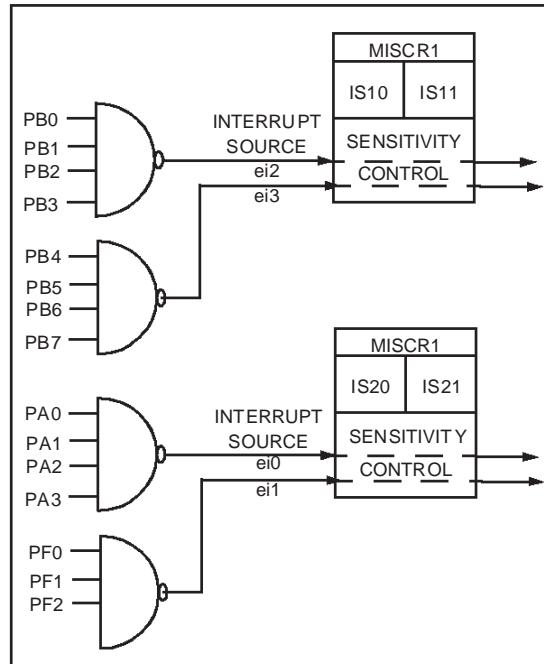 MISCR1
IS10 IS11
PB0
PB1
PB2
PB3
INTERRUPT
SOURCE
ei2
ei3
SENSITIVITY
CONTROL
PB4
PB5
PB6
PB7
MISCR1
IS20 IS21
PA0
PA1
PA2
PA3
INTERRUPT
SOURCE
ei0
ei1
SENSITIVITY
CONTROL
PF0
PF1
PF2